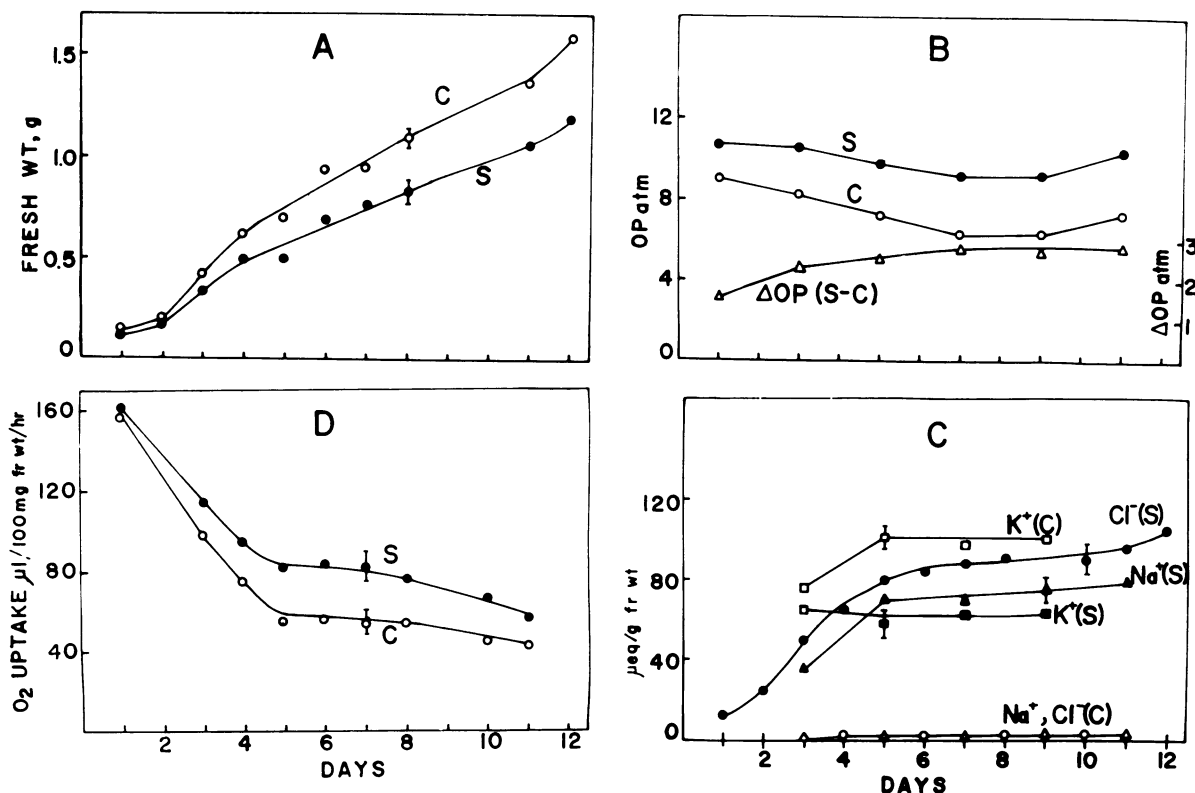 A
FRESH WT, g
1.5
1.0
0.5
0
C
S
B
OP atm
12
8
4
0
S
C
ΔOP (S-C)
3
2
1
ΔOP atm
D
O2 UPTAKE µl/100mg fr wt/hr
160
120
80
40
S
C
2 4 6 8 10 12
DAYS
C
µeq/g fr wt
120
80
40
0
K+(C)
Cl-(S)
Na+(S)
K+(S)
Na+, Cl-(C)
2 4 6 8 10 12
DAYS